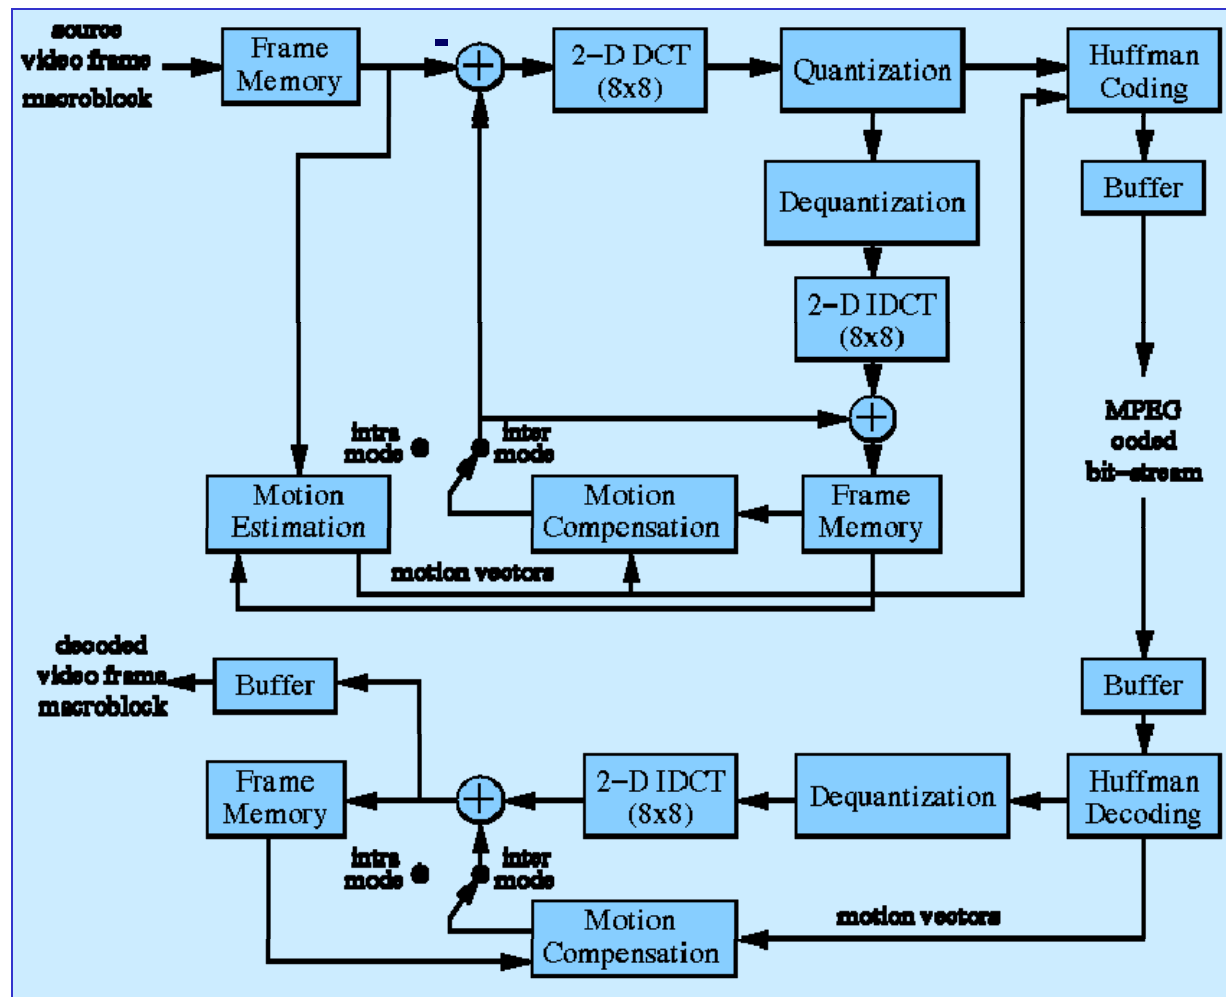 source
video frame
macroblock
Frame
Memory
-
+
2-D DCT
(8x8)
Quantization
Huffman
Coding
Dequantization
Buffer
2-D IDCT
(8x8)
+
intra
mode
inter
mode
MPEG
coded
bit-stream
Motion
Estimation
Motion
Compensation
Frame
Memory
motion vectors
decoded
video frame
macroblock
Buffer
Buffer
Frame
Memory
+
2-D IDCT
(8x8)
Dequantization
Huffman
Decoding
intra
mode
inter
mode
Motion
Compensation
motion vectors